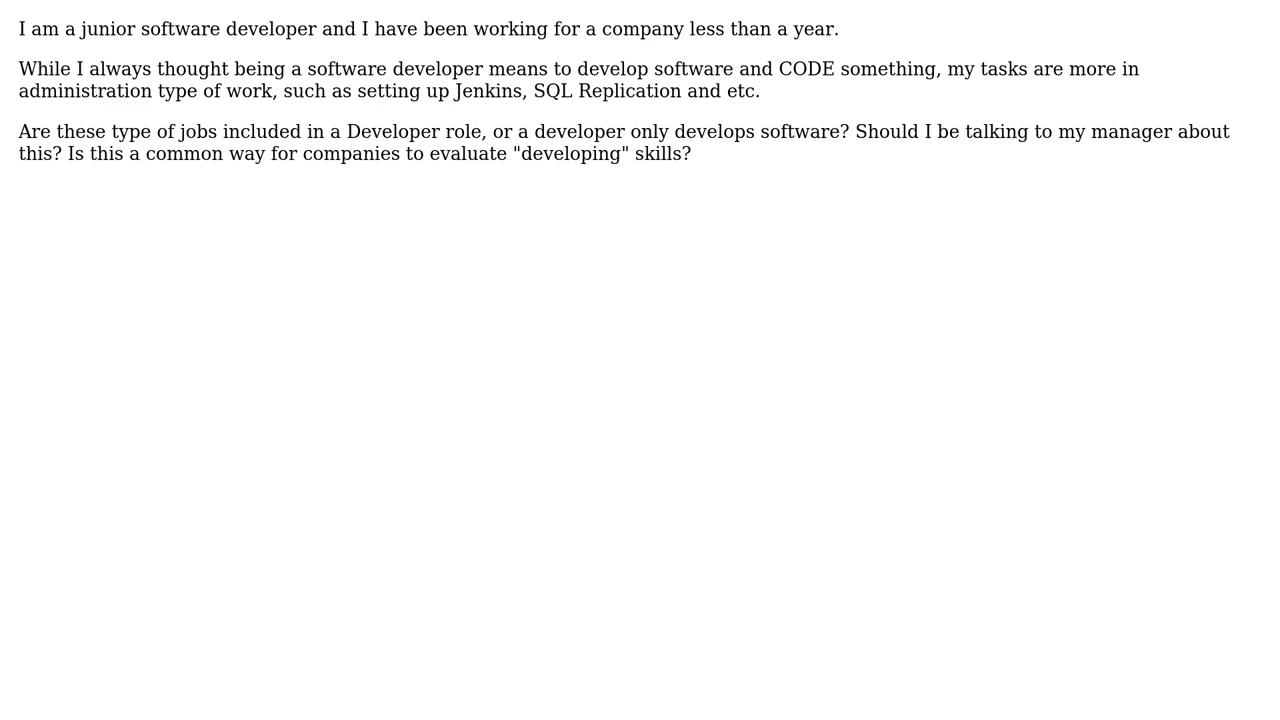 I am a junior software developer and I have been working for a company less than a year.
While I always thought being a software developer means to develop software and CODE something, my tasks are more in
administration type of work, such as setting up Jenkins, SQL Replication and etc.
Are these type of jobs included in a Developer role, or a developer only develops software? Should I be talking to my manager about
this? Is this a common way for companies to evaluate "developing" skills?